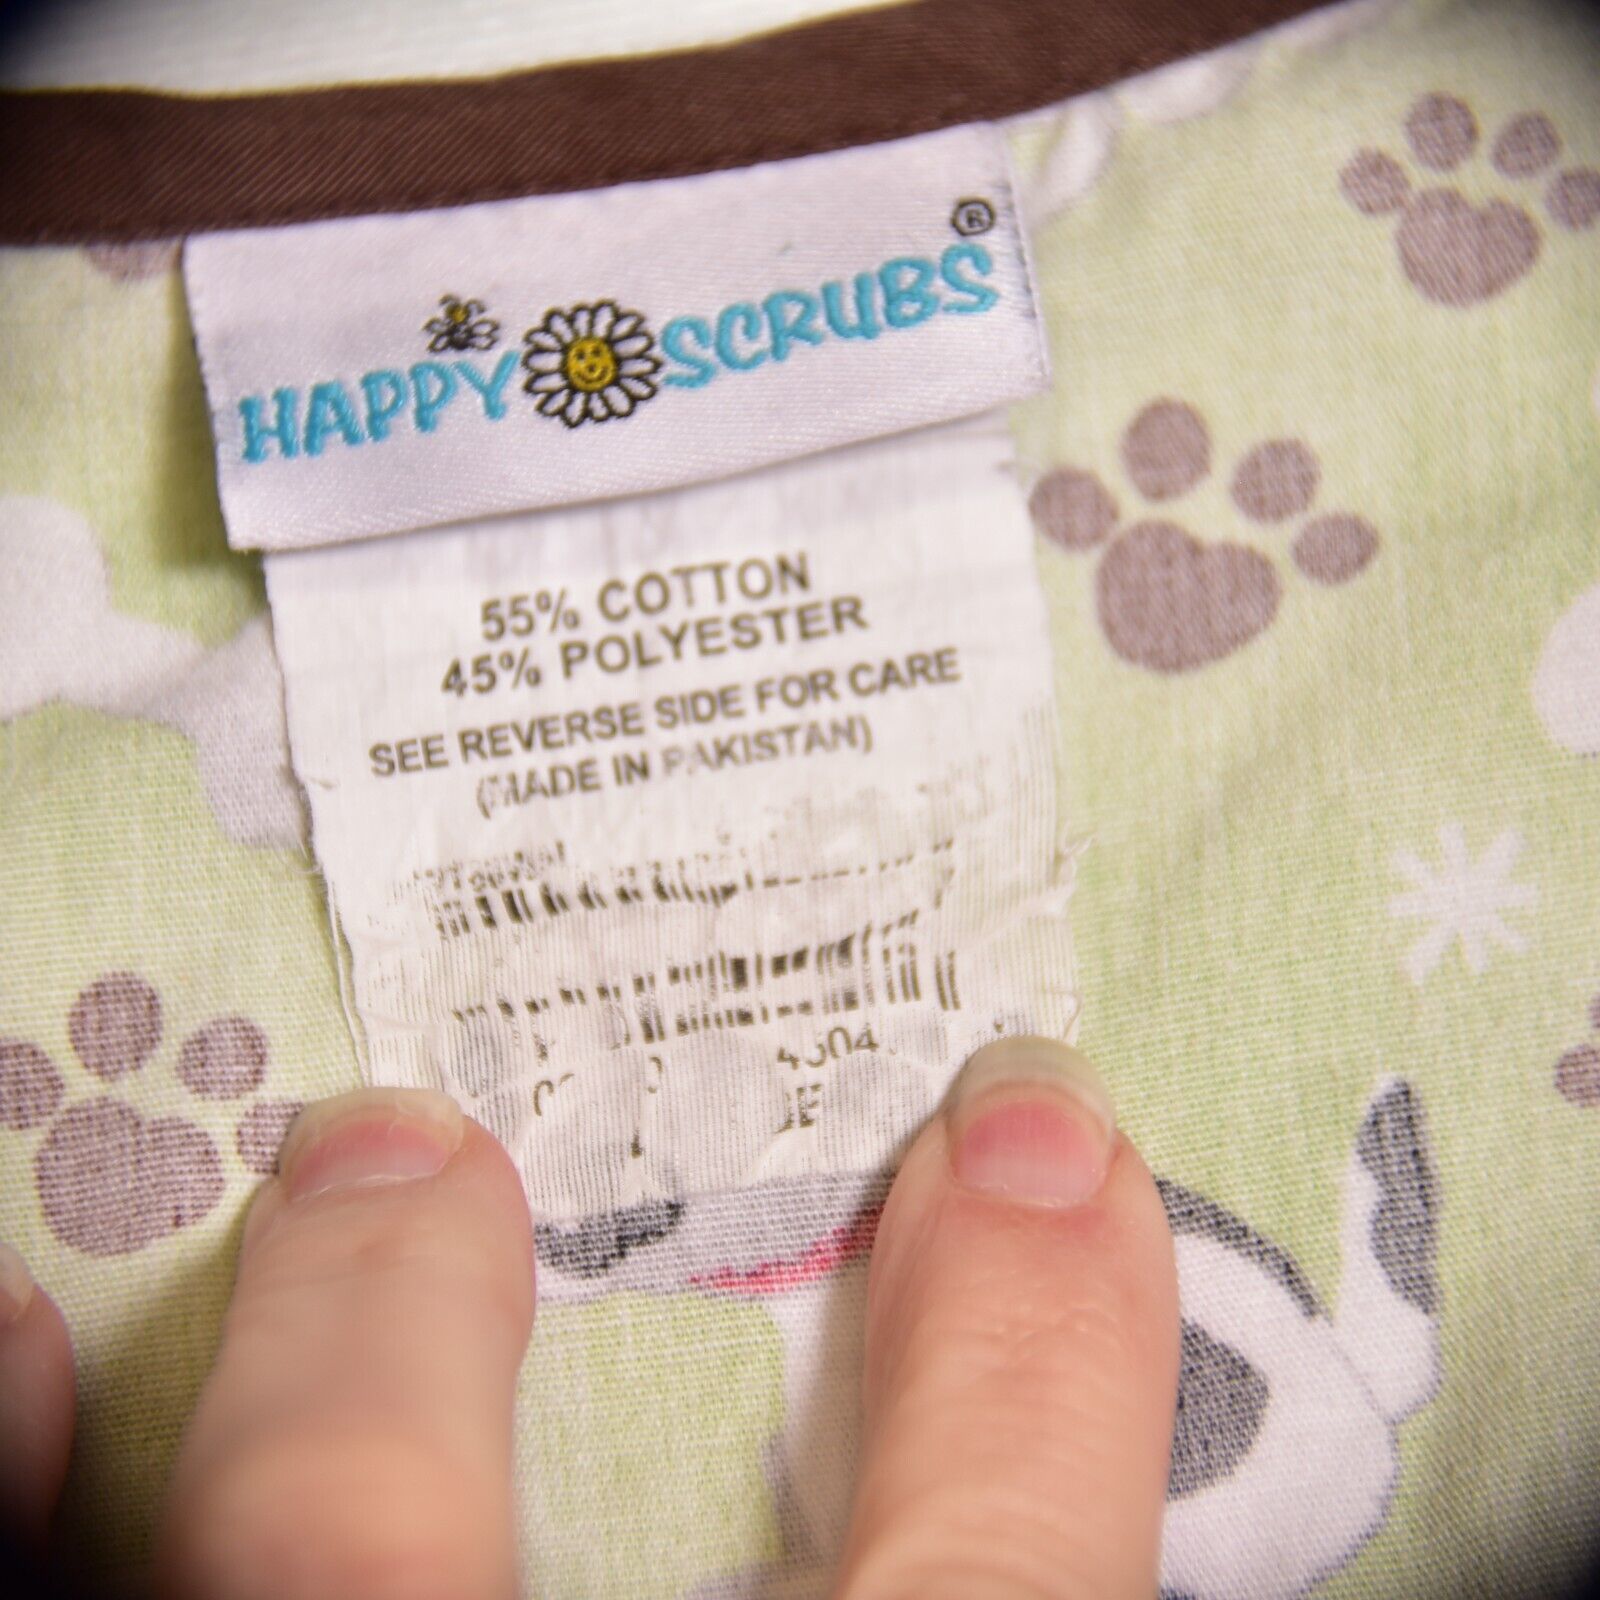 HAPPY SCRUBS ®
55% COTTON
45% POLYESTER
SEE REVERSE SIDE FOR CARE
(MADE IN PAKISTAN)